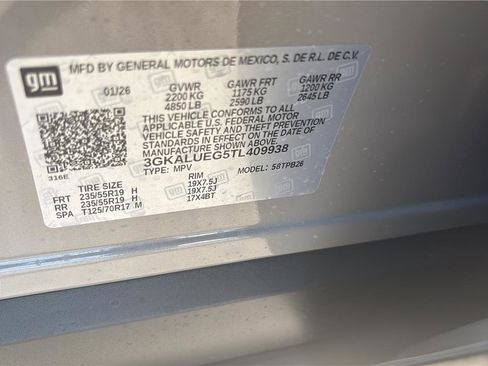 gm
MFD BY GENERAL MOTORS DE MEXICO, S. DE R.L. DE C.V.
01/26 GVWR GAWR FRT GAWR RR
2200 KG 1175 KG 1200 KG
4850 LB 2590 LB 2645 LB
THIS VEHICLE CONFORMS TO ALL
APPLICABLE U.S. FEDERAL MOTOR
VEHICLE SAFETY AND THEFT PREVENTION
STANDARDS IN EFFECT ON THE DATE OF
MANUFACTURE SHOWN ABOVE.
3GKALUEG5TL409938
316E
TYPE: MPV MODEL: 58TPB26
TIRE SIZE RIM
FRT 235/55R19 H 19X7.5J
RR 235/55R19 H 19X7.5J
SPA T125/70R17 M 17X4BT